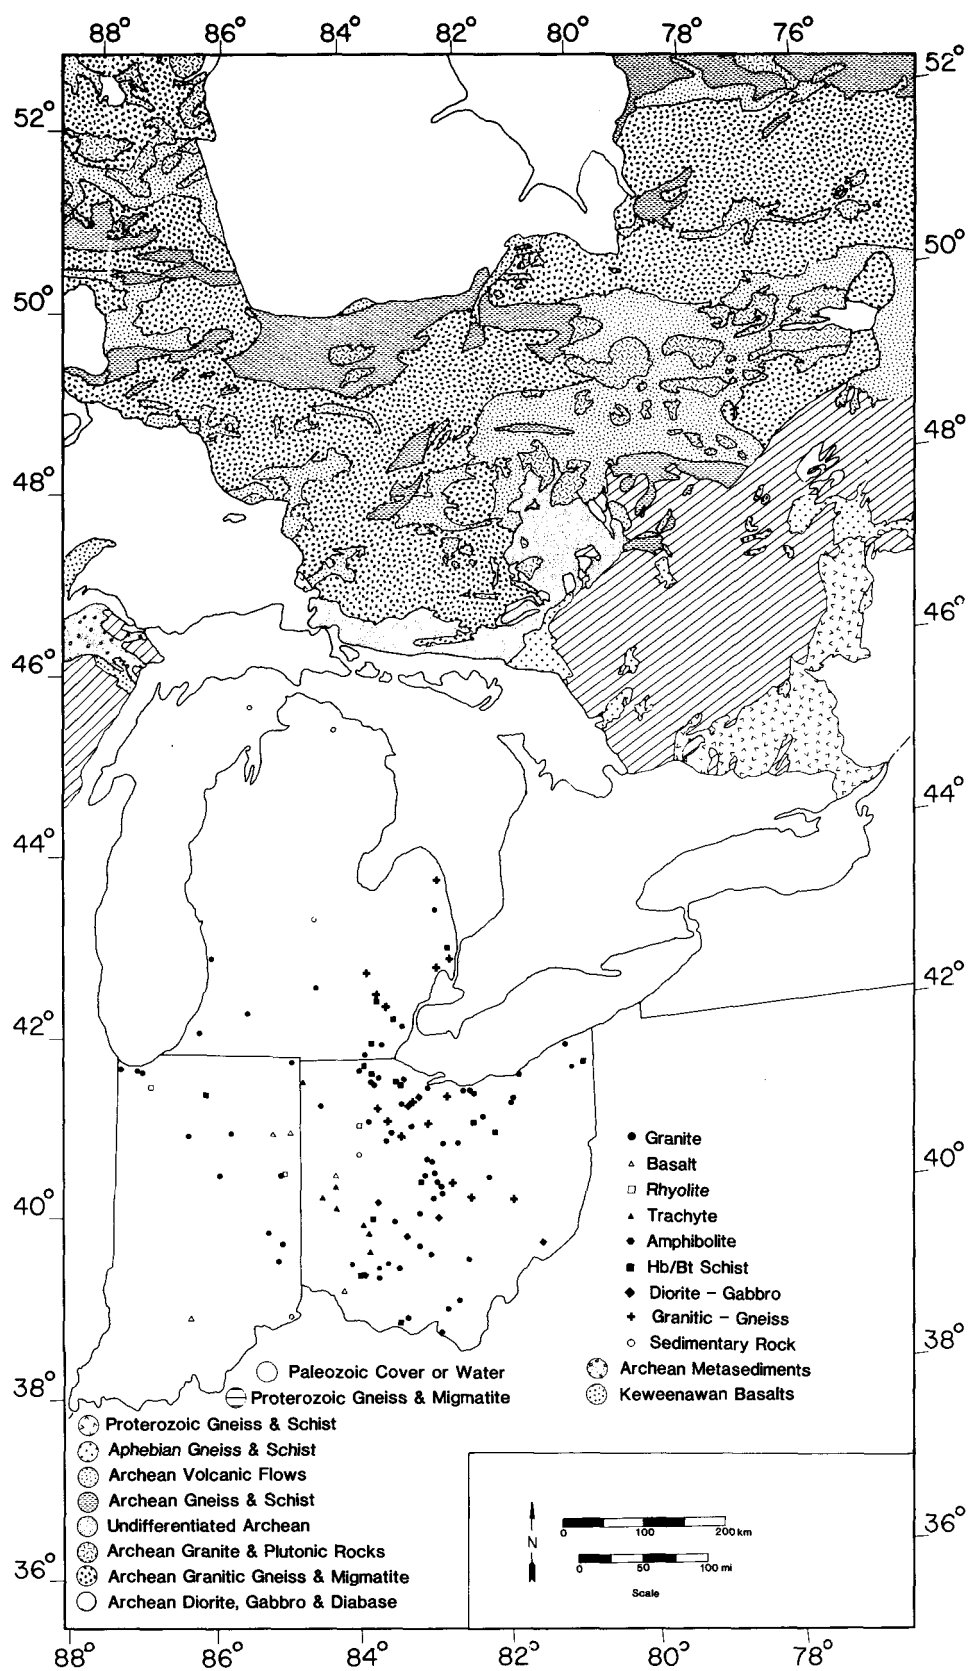 88° 86° 84° 82° 80° 78° 76°
52°
52°
50°
50°
48°
48°
46°
46°
44°
44°
42°
42°
Granite
Basalt
40°
Rhyolite
40°
Trachyte
Amphibolite
Hb/Bt Schist
Diorite – Gabbro
Granitic – Gneiss
38°
Sedimentary Rock
Paleozoic Cover or Water
Archean Metasediments
38°
Proterozoic Gneiss & Migmatite
Keweenawan Basalts
Proterozoic Gneiss & Schist
Aphebian Gneiss & Schist
Archean Volcanic Flows
Archean Gneiss & Schist
Undifferentiated Archean
36°
Archean Granite & Plutonic Rocks
36°
Archean Granitic Gneiss & Migmatite
Archean Diorite, Gabbro & Diabase
N
0 100 200 km
0 50 100 mi
Scale
88° 86° 84° 82° 80° 78°